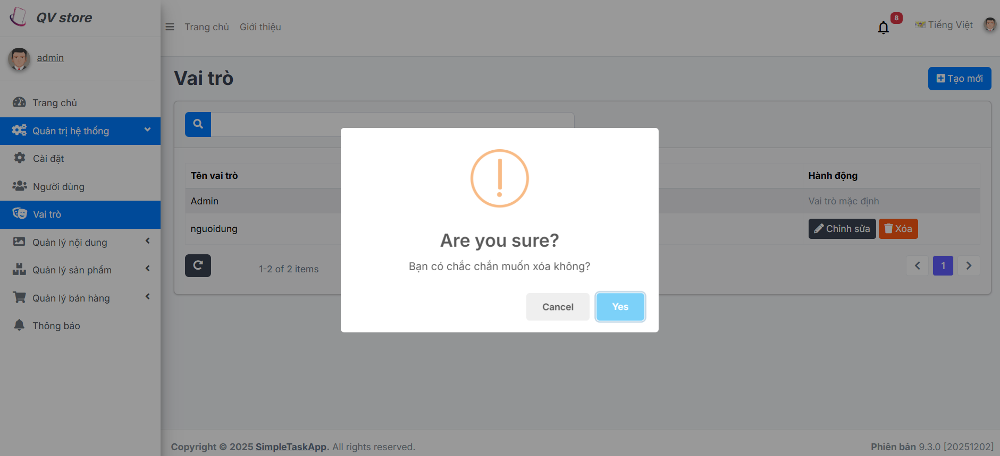 QV store
admin
Trang chủ
Quản trị hệ thống
Cài đặt
Người dùng
Vai trò
Quản lý nội dung
Quản lý sản phẩm
Quản lý bán hàng
Thông báo
Trang chủ Giới thiệu
8
Tiếng Việt
Vai trò
Tạo mới
Tên vai trò Hành động
Admin Vai trò mặc định
nguoidung Chỉnh sửa Xóa
1-2 of 2 items
1
Are you sure?
Bạn có chắc chắn muốn xóa không?
Cancel Yes
Copyright © 2025 SimpleTaskApp. All rights reserved.
Phiên bản 9.3.0 [20251202]